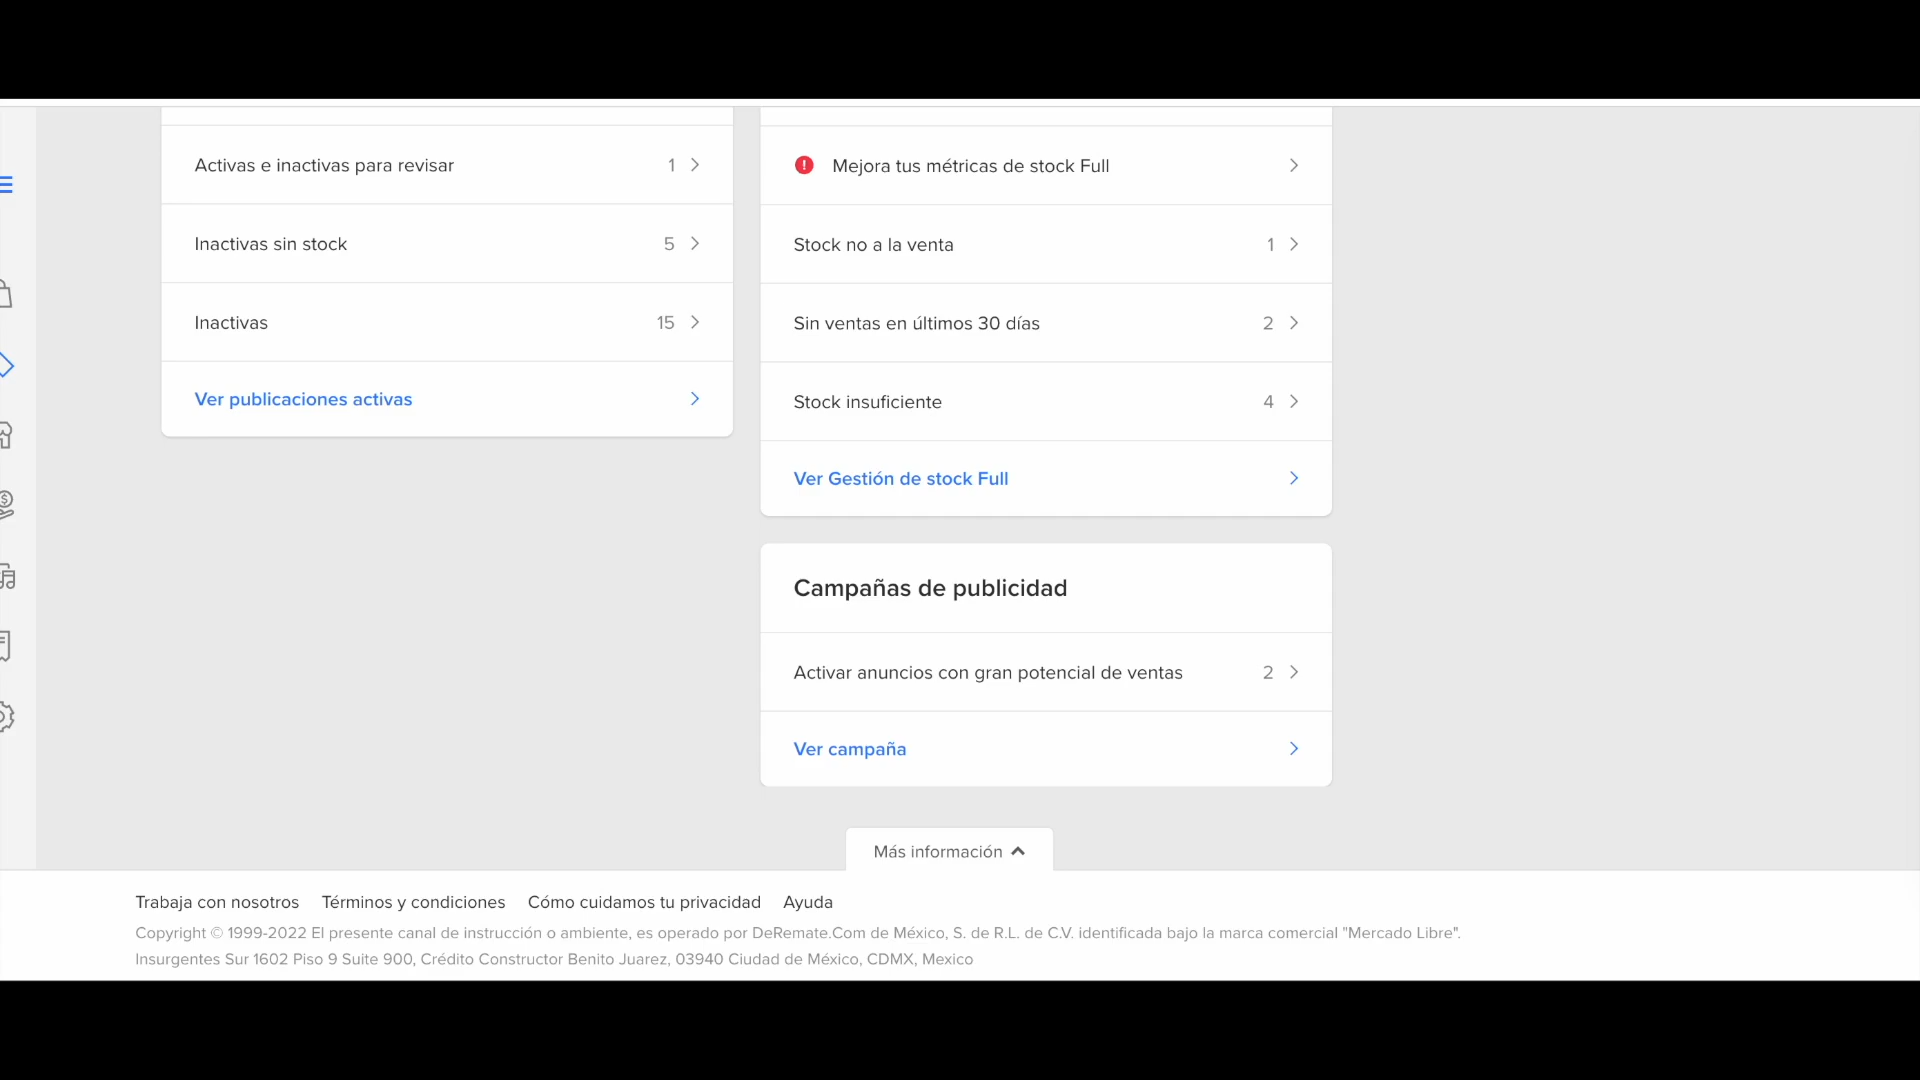 Activas e inactivas para revisar 1
Inactivas sin stock 5
Inactivas 15
Ver publicaciones activas
Mejora tus métricas de stock Full
Stock no a la venta 1
Sin ventas en últimos 30 días 2
Stock insuficiente 4
Ver Gestión de stock Full
Campañas de publicidad
Activar anuncios con gran potencial de ventas 2
Ver campaña
Más información
Trabaja con nosotros Términos y condiciones Cómo cuidamos tu privacidad Ayuda
Copyright © 1999-2022 El presente canal de instrucción o ambiente, es operado por DeRemate.Com de México, S. de R.L. de C.V. identificada bajo la marca comercial "Mercado Libre".
Insurgentes Sur 1602 Piso 9 Suite 900, Crédito Constructor Benito Juarez, 03940 Ciudad de México, CDMX, Mexico